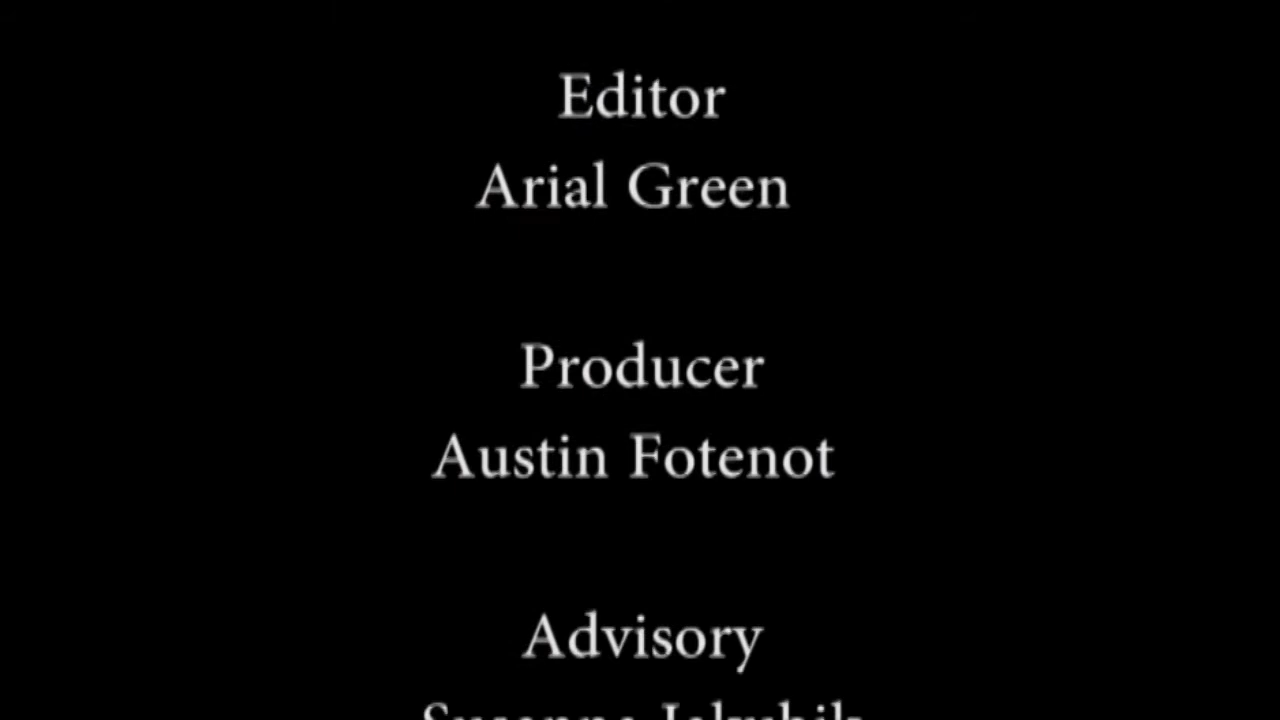 Editor
Arial Green
Producer
Austin Fotenot
Advisory